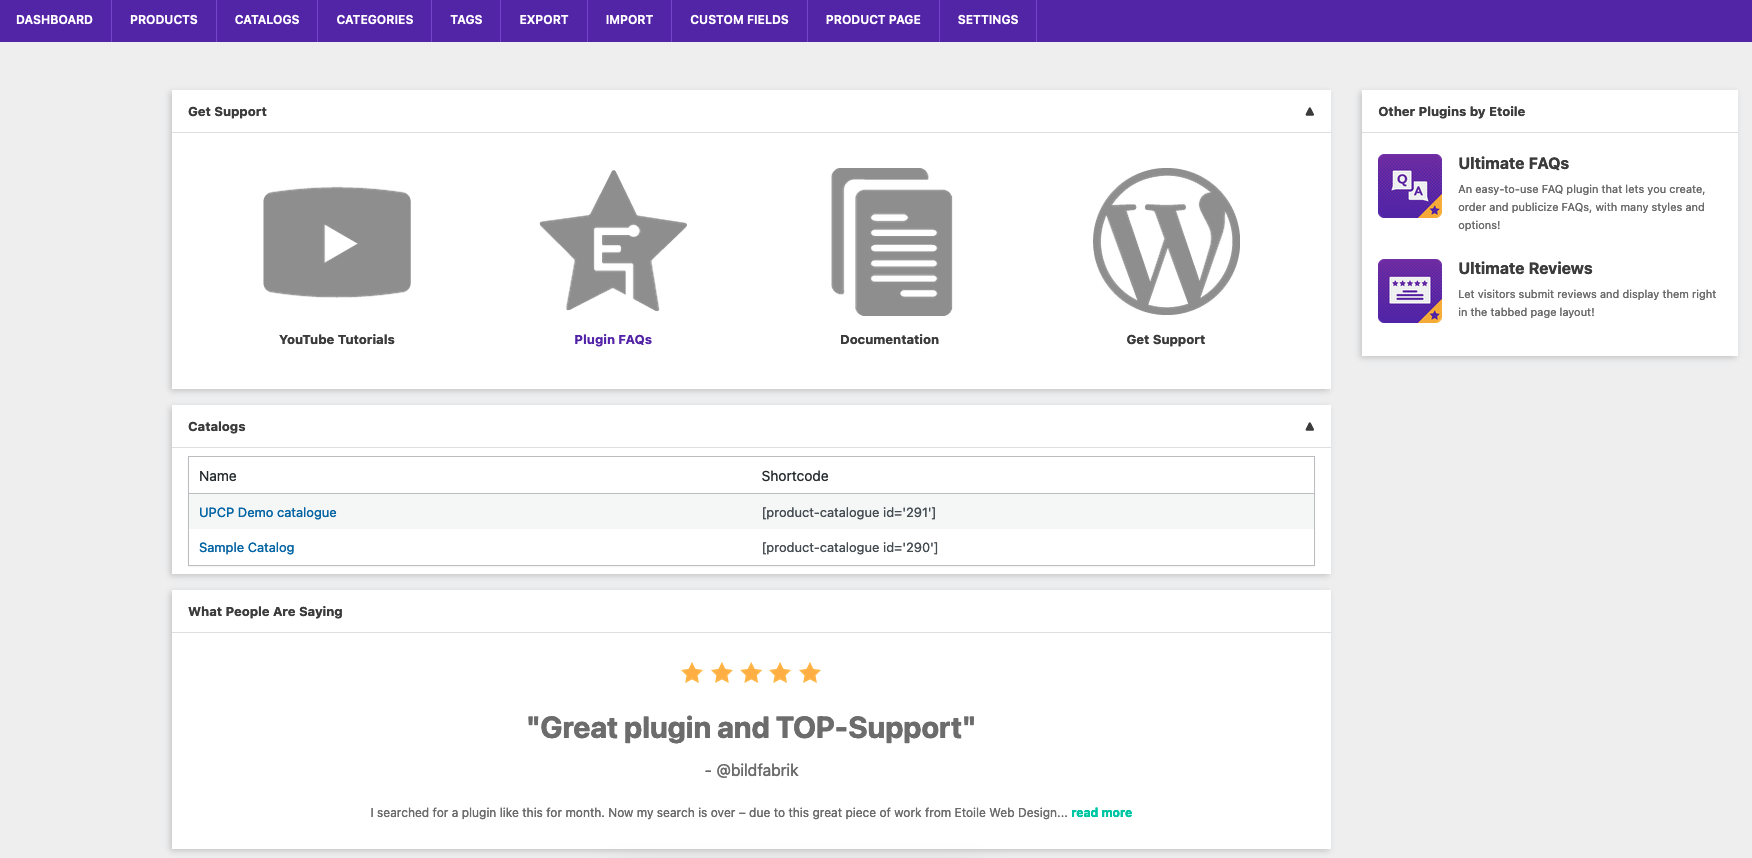 DASHBOARD PRODUCTS CATALOGS CATEGORIES TAGS EXPORT IMPORT CUSTOM FIELDS PRODUCT PAGE SETTINGS
Get Support
YouTube Tutorials
Plugin FAQs
Documentation
Get Support
Catalogs
Name Shortcode
UPCP Demo catalogue [product-catalogue id='291']
Sample Catalog [product-catalogue id='290']
What People Are Saying
"Great plugin and TOP-Support"
- @bildfabrik
I searched for a plugin like this for month. Now my search is over – due to this great piece of work from Etoile Web Design... read more
Other Plugins by Etoile
Q
A
Ultimate FAQs
An easy-to-use FAQ plugin that lets you create,
order and publicize FAQs, with many styles and
options!
Ultimate Reviews
Let visitors submit reviews and display them right
in the tabbed page layout!